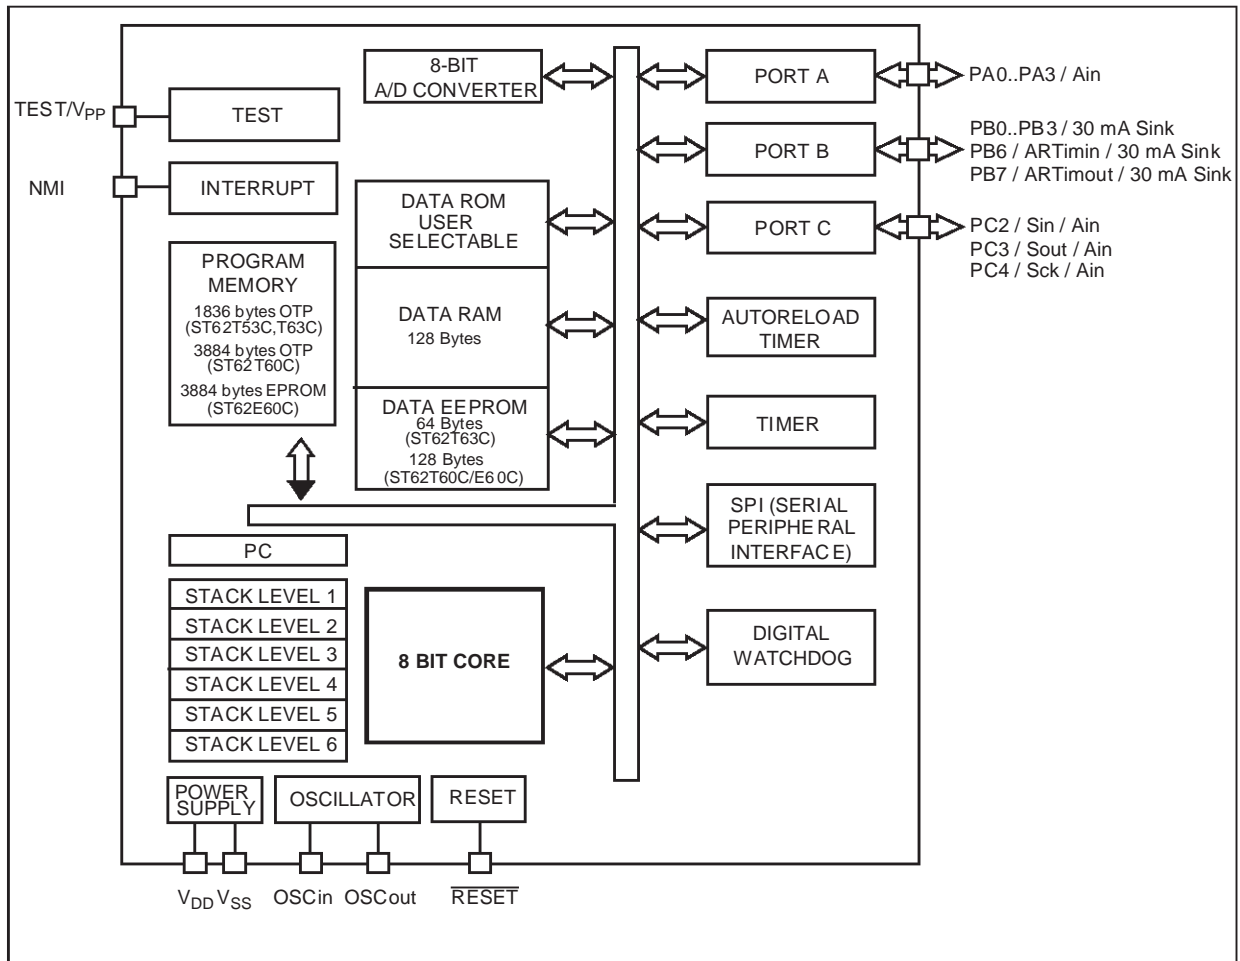 8-BIT
A/D CONVERTER
PORT A
PA0..PA3 / Ain
TEST/VPP
TEST
PORT B
PB0..PB3 / 30 mA Sink
PB6 / ARTimin / 30 mA Sink
PB7 / ARTimout / 30 mA Sink
NMI
INTERRUPT
DATA ROM
USER
SELECTABLE
PORT C
PC2 / Sin / Ain
PC3 / Sout / Ain
PC4 / Sck / Ain
PROGRAM
MEMORY
1836 bytes OTP
(ST62T53C,T63C)
3884 bytes OTP
(ST62T60C)
3884 bytes EPROM
(ST62E60C)
DATA RAM
128 Bytes
AUTORELOAD
TIMER
DATA EEPROM
64 Bytes
(ST62T63C)
128 Bytes
(ST62T60C/E60C)
TIMER
SPI (SERIAL
PERIPHERAL
INTERFACE)
PC
STACK LEVEL 1
STACK LEVEL 2
STACK LEVEL 3
STACK LEVEL 4
STACK LEVEL 5
STACK LEVEL 6
8 BIT CORE
DIGITAL
WATCHDOG
POWER
SUPPLY
OSCILLATOR
RESET
VDD VSS
OSCin
OSCout
RESET